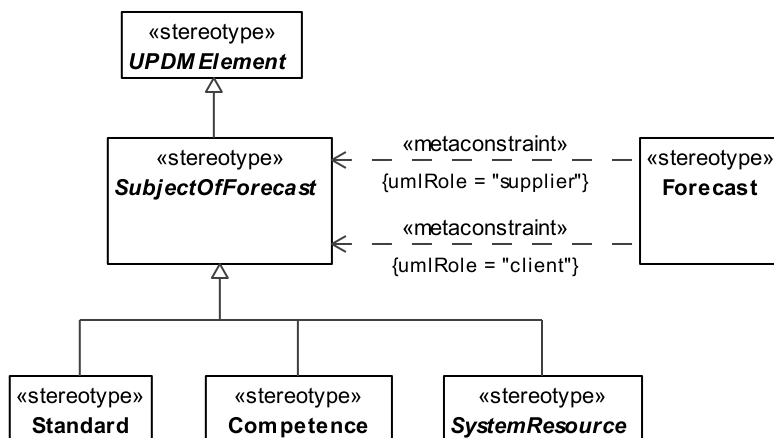 «stereotype»
UPDMElement
«stereotype»
SubjectOfForecast
«metaconstraint»
{umlRole = "supplier"}
«metaconstraint»
{umlRole = "client"}
«stereotype»
Forecast
«stereotype»
Standard
«stereotype»
Competence
«stereotype»
SystemResource